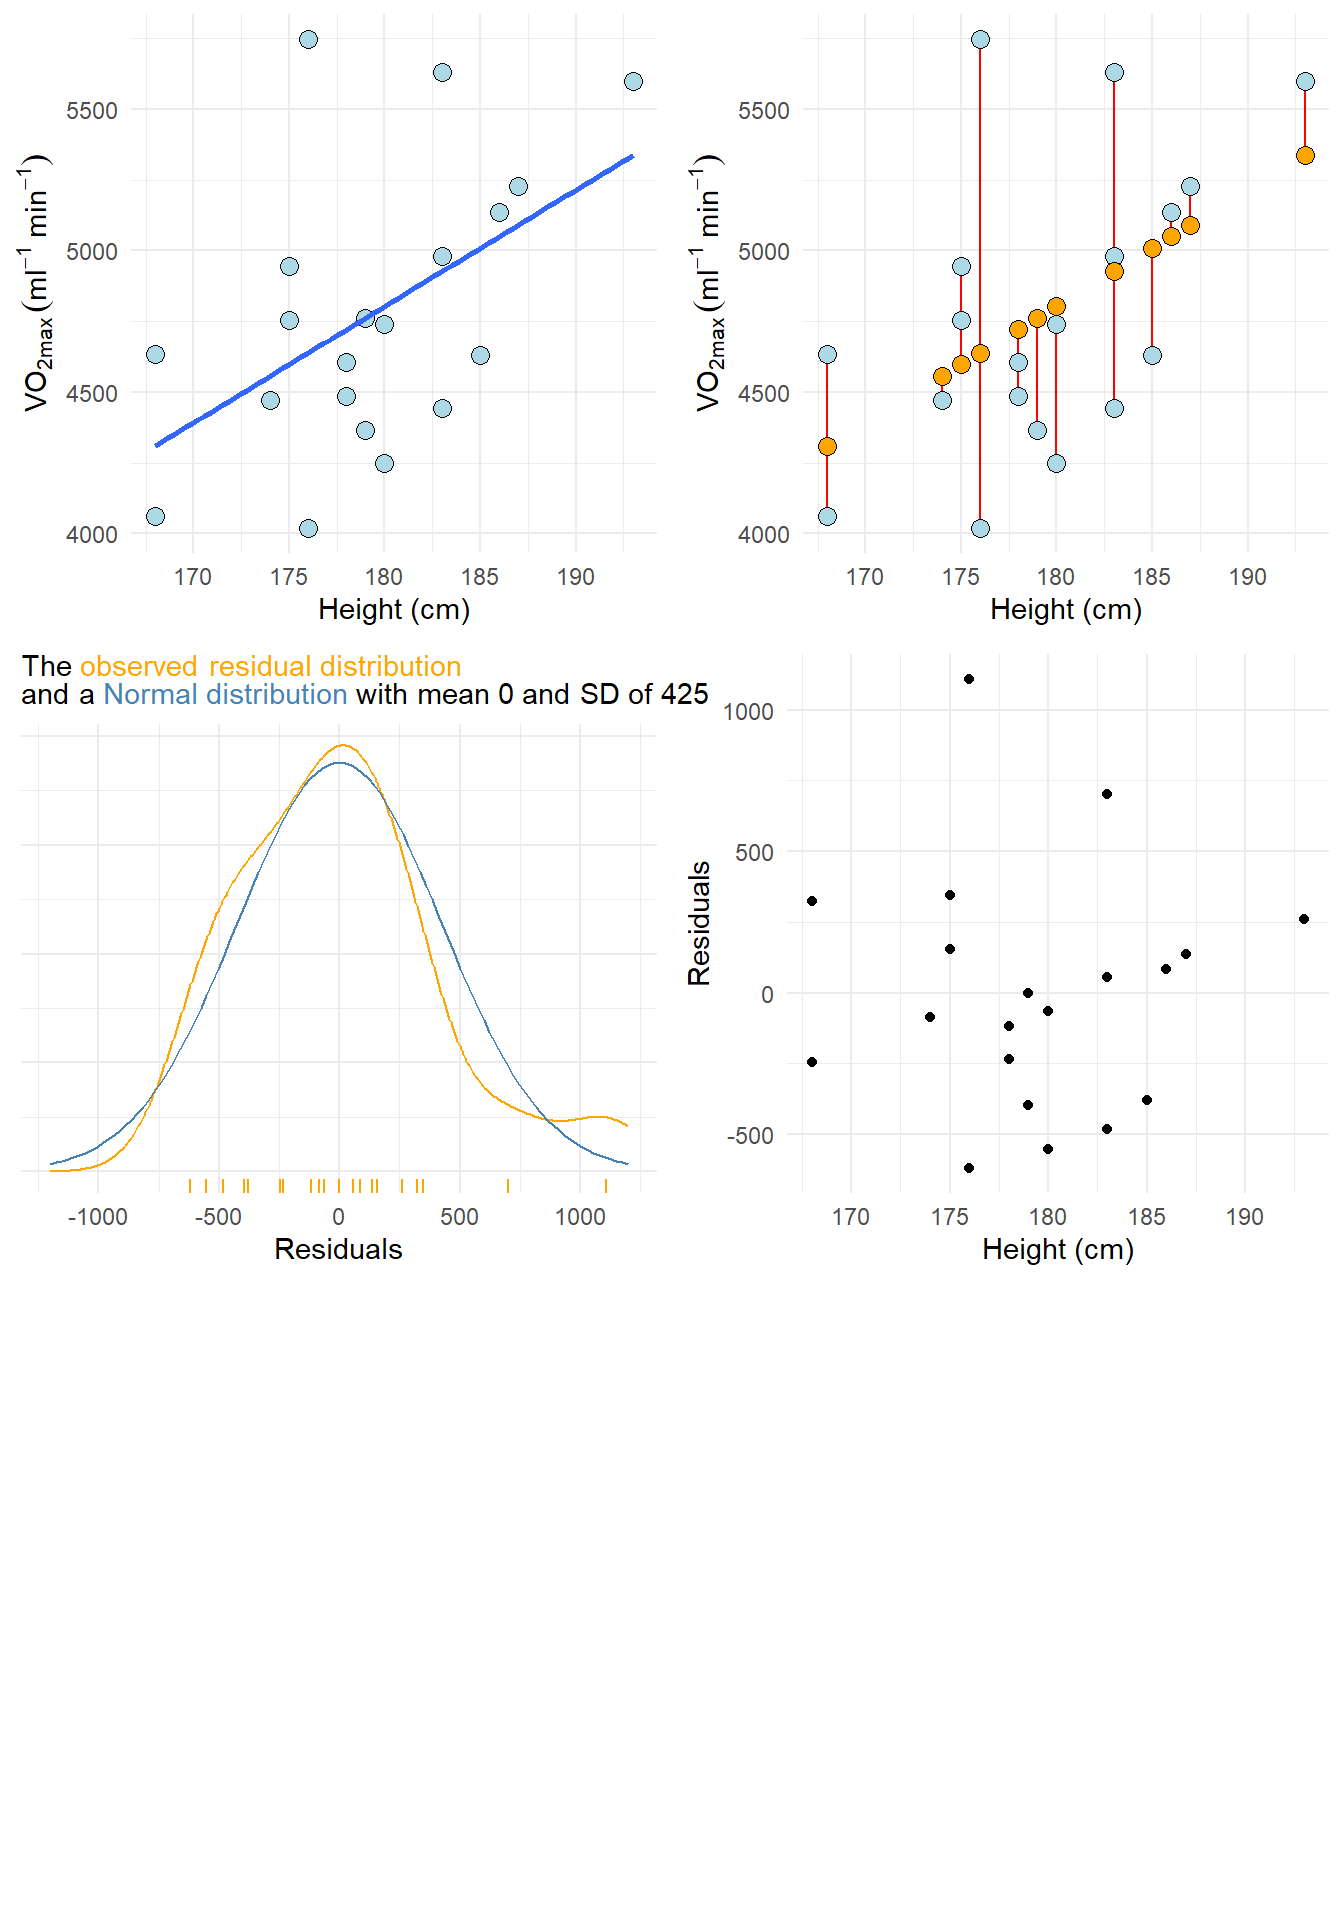 5500
5000
4500
4000
VO2max (ml−1 min−1)
170 175 180 185 190
Height (cm)
5500
5000
4500
4000
VO2max (ml−1 min−1)
170 175 180 185 190
Height (cm)
The observed residual distribution
and a Normal distribution with mean 0 and SD of 425
-1000 -500 0 500 1000
Residuals
1000
500
0
-500
Residuals
170 175 180 185 190
Height (cm)